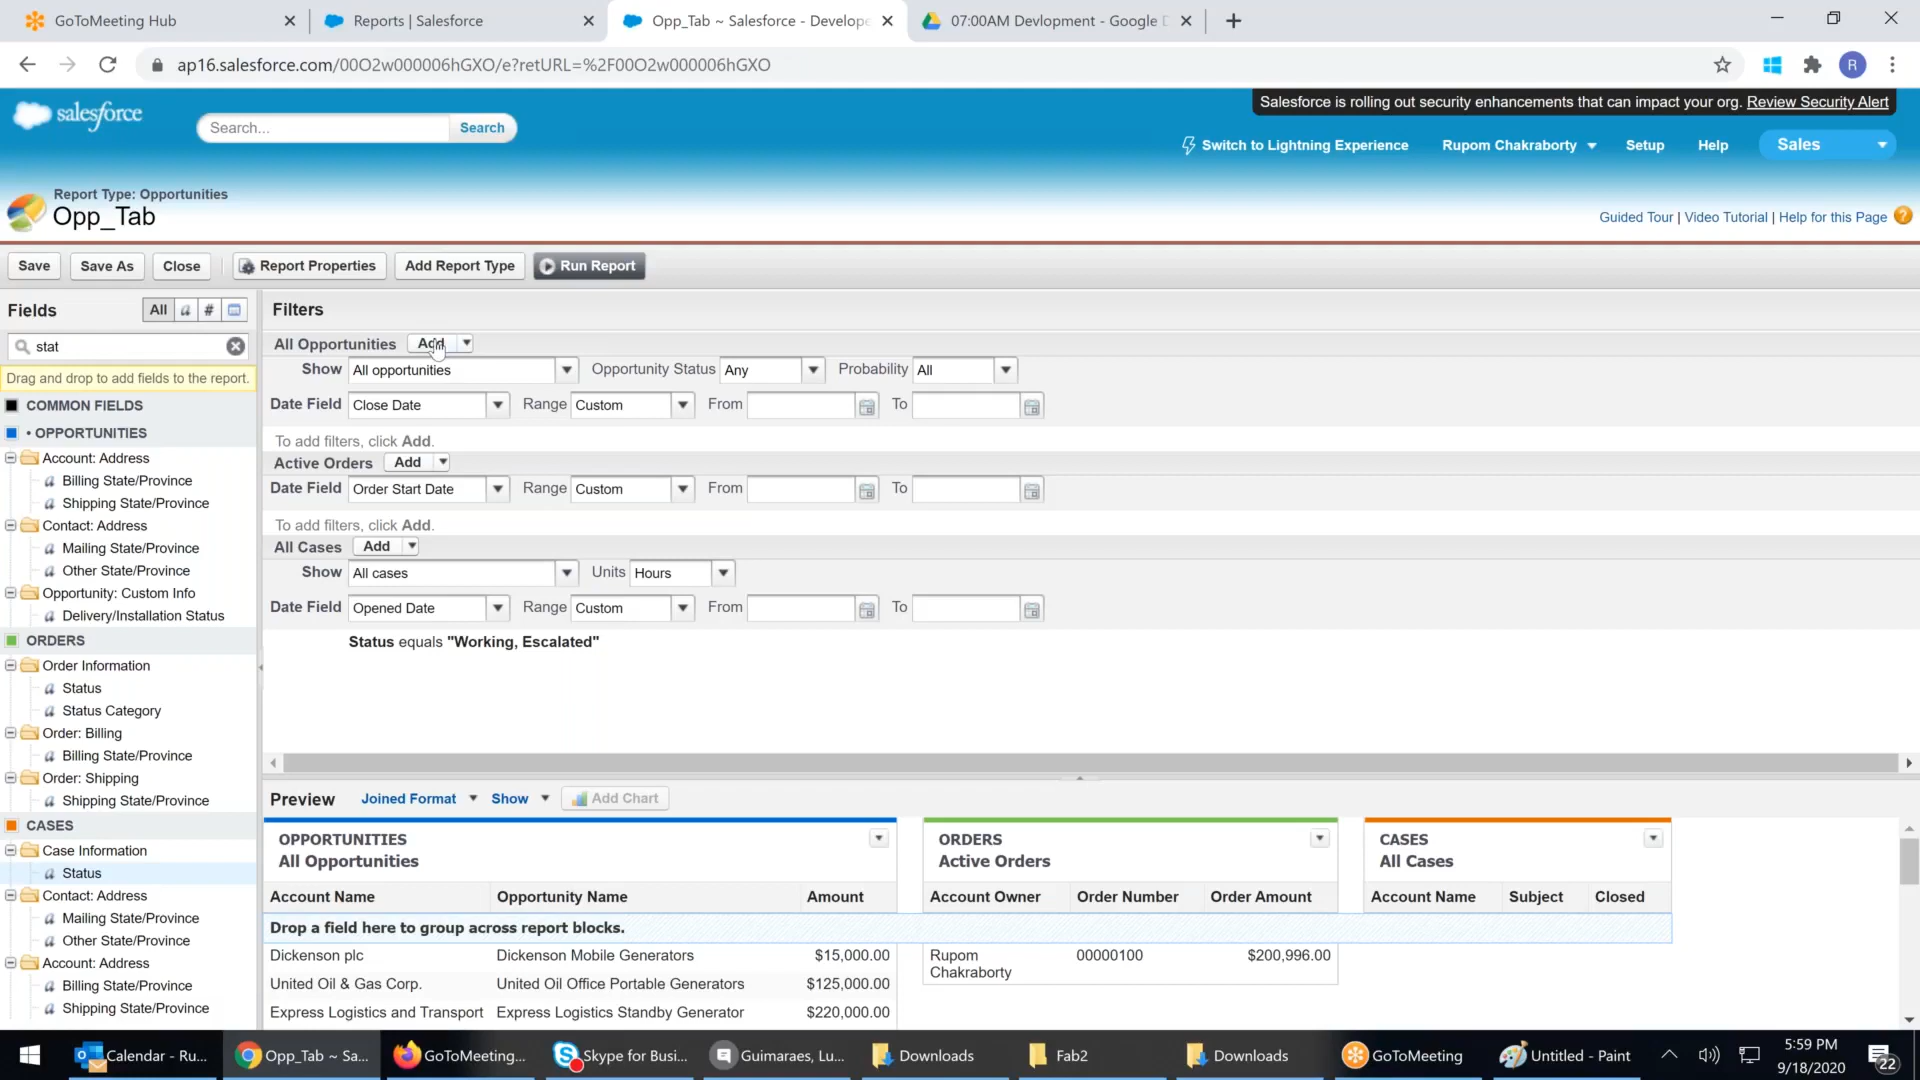 GoToMeeting Hub
Reports | Salesforce
Opp_Tab ~ Salesforce - Develope
07:00AM Devlopment - Google D
ap16.salesforce.com/00O2w000006hGXO/e?retURL=%2F00O2w000006hGXO
R
salesforce
Search...
Search
Salesforce is rolling out security enhancements that can impact your org. Review Security Alert
Switch to Lightning Experience
Rupom Chakraborty
Setup
Help
Sales
Report Type: Opportunities
Opp_Tab
Guided Tour | Video Tutorial | Help for this Page ?
Save
Save As
Close
Report Properties
Add Report Type
Run Report
Fields
All a #
stat
Drag and drop to add fields to the report.
COMMON FIELDS
• OPPORTUNITIES
Account: Address
a Billing State/Province
a Shipping State/Province
Contact: Address
a Mailing State/Province
a Other State/Province
Opportunity: Custom Info
a Delivery/Installation Status
ORDERS
Order Information
a Status
a Status Category
Order: Billing
a Billing State/Province
Order: Shipping
a Shipping State/Province
CASES
Case Information
a Status
Contact: Address
a Mailing State/Province
a Other State/Province
Account: Address
a Billing State/Province
a Shipping State/Province
Filters
All Opportunities Add
Show All opportunities Opportunity Status Any Probability All
Date Field Close Date Range Custom From To
To add filters, click Add.
Active Orders Add
Date Field Order Start Date Range Custom From To
To add filters, click Add.
All Cases Add
Show All cases Units Hours
Date Field Opened Date Range Custom From To
Status equals "Working, Escalated"
Preview Joined Format Show Add Chart
OPPORTUNITIES
All Opportunities
ORDERS
Active Orders
CASES
All Cases
Account Name Opportunity Name Amount Account Owner Order Number Order Amount Account Name Subject Closed
Drop a field here to group across report blocks.
Dickenson plc Dickenson Mobile Generators $15,000.00
Rupom Chakraborty 00000100 $200,996.00
United Oil & Gas Corp. United Oil Office Portable Generators $125,000.00
Express Logistics and Transport Express Logistics Standby Generator $220,000.00
Calendar - Ru...
Opp_Tab ~ Sa...
GoToMeeting...
Skype for Busi...
Guimaraes, Lu...
Downloads
Fab2
Downloads
GoToMeeting
Untitled - Paint
5:59 PM
9/18/2020
22